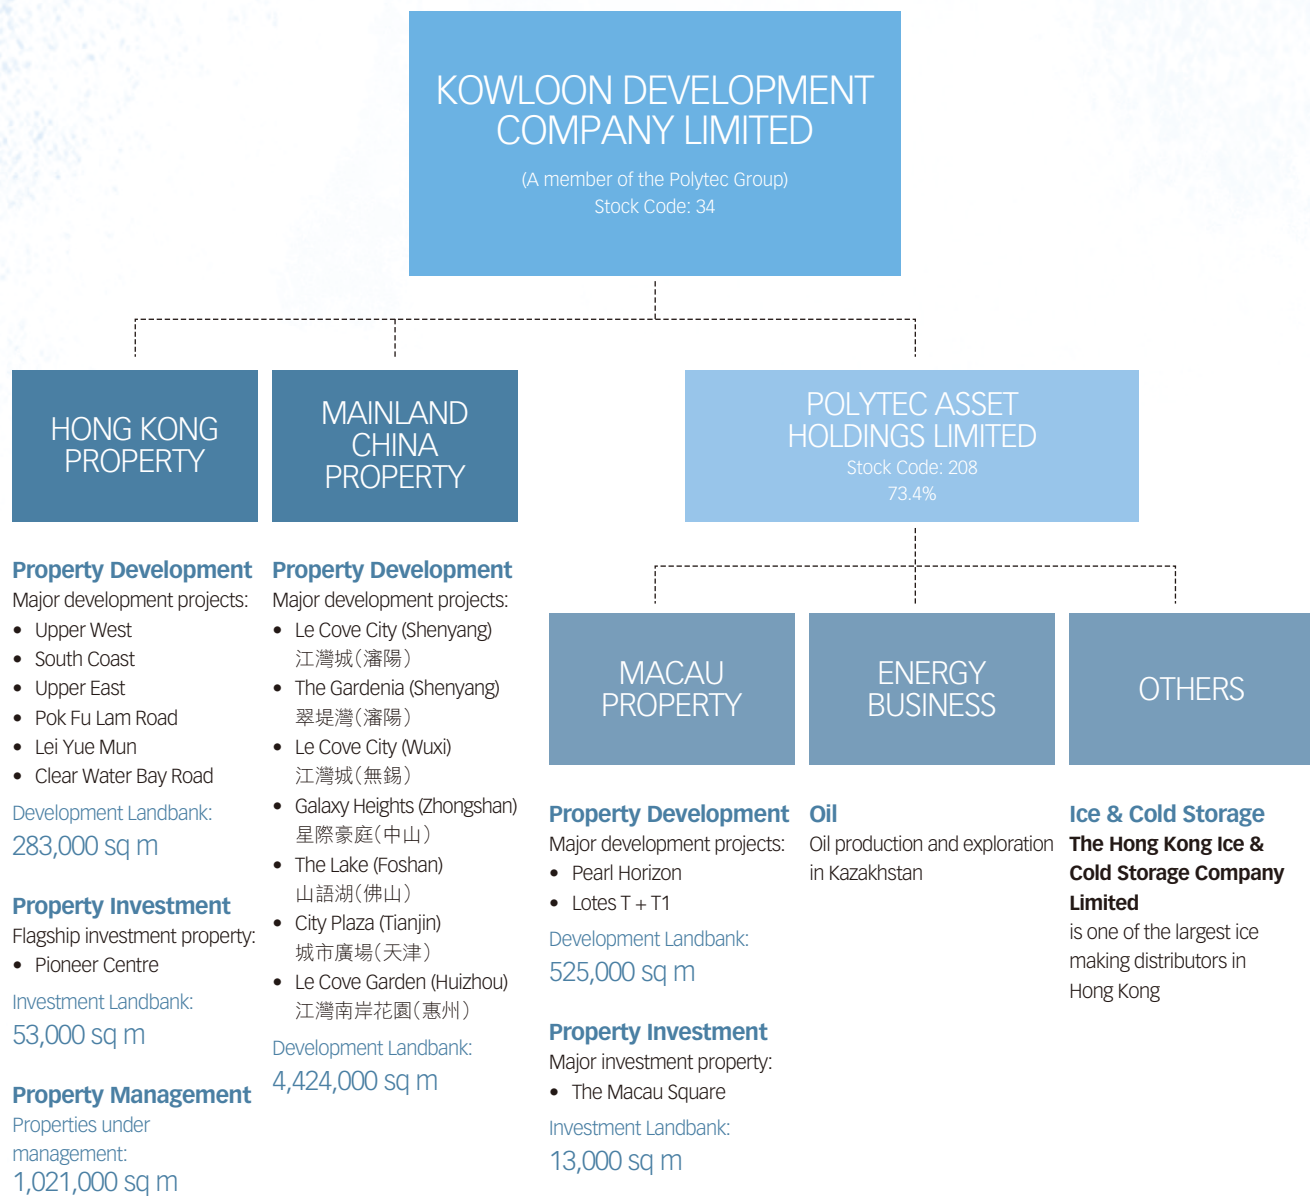 KOWLOON DEVELOPMENT
COMPANY LIMITED
(A member of the Polytec Group)
Stock Code: 34
HONG KONG
PROPERTY
Property Development
Major development projects:
• Upper West
• South Coast
• Upper East
• Pok Fu Lam Road
• Lei Yue Mun
• Clear Water Bay Road
Development Landbank:
283,000 sq m
Property Investment
Flagship investment property:
• Pioneer Centre
Investment Landbank:
53,000 sq m
Property Management
Properties under
management:
1,021,000 sq m
MAINLAND
CHINA
PROPERTY
Property Development
Major development projects:
• Le Cove City (Shenyang)
江灣城(瀋陽)
• The Gardenia (Shenyang)
翠堤灣(瀋陽)
• Le Cove City (Wuxi)
江灣城(無錫)
• Galaxy Heights (Zhongshan)
星際豪庭(中山)
• The Lake (Foshan)
山語湖(佛山)
• City Plaza (Tianjin)
城市廣場(天津)
• Le Cove Garden (Huizhou)
江灣南岸花園(惠州)
Development Landbank:
4,424,000 sq m
POLYTEC ASSET
HOLDINGS LIMITED
Stock Code: 208
73.4%
MACAU
PROPERTY
Property Development
Major development projects:
• Pearl Horizon
• Lotes T + T1
Development Landbank:
525,000 sq m
Property Investment
Major investment property:
• The Macau Square
Investment Landbank:
13,000 sq m
ENERGY
BUSINESS
Oil
Oil production and exploration
in Kazakhstan
OTHERS
Ice & Cold Storage
The Hong Kong Ice &
Cold Storage Company
Limited
is one of the largest ice
making distributors in
Hong Kong